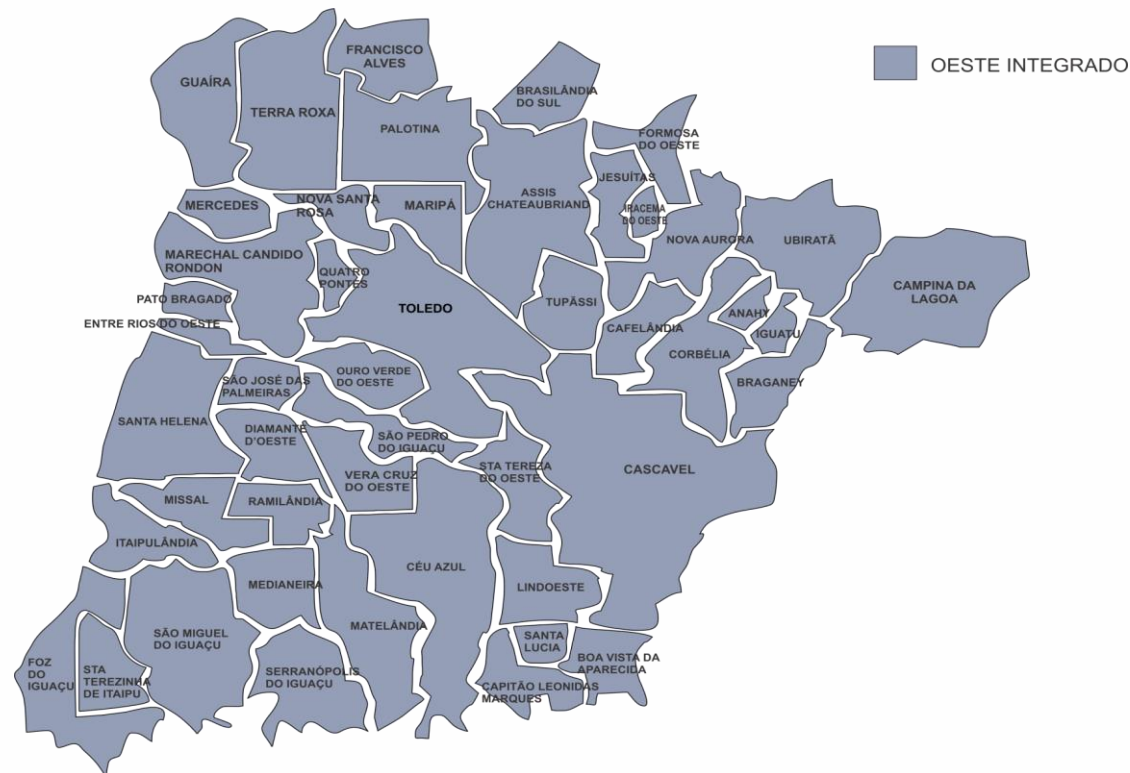 FRANCISCO
ALVES
OESTE INTEGRADO
GUAÍRA
BRASILÂNDIA
DO SUL
TERRA ROXA
PALOTINA
FORMOSA
DO OESTE
JESUÍTAS
ASSIS
CHATEAUBRIAND
MERCEDES
NOVA SANTA
ROSA
MARIPÁ
IRACEMA
DO OESTE
NOVA AURORA
UBIRATÃ
MARECHAL CANDIDO
RONDON
QUATRO
PONTES
CAMPINA DA
LAGOA
PATO BRAGADO
TOLEDO
TUPÃSSI
ANAHY
ENTRE RIOS DO OESTE
CAFELÂNDIA
IGUATU
CORBÉLIA
OURO VERDE
DO OESTE
SÃO JOSÉ DAS
PALMEIRAS
BRAGANEY
SANTA HELENA
DIAMANTE
D'OESTE
SÃO PEDRO
DO IGUAÇU
STA TEREZA
DO OESTE
CASCAVEL
VERA CRUZ
DO OESTE
MISSAL
RAMILÂNDIA
ITAIPULÂNDIA
CÉU AZUL
MEDIANEIRA
LINDOESTE
MATELÂNDIA
SÃO MIGUEL
DO IGUAÇU
SANTA
LUCIA
FOZ
DO
IGUAÇU
STA
TEREZINHA
DE ITAIPU
SERRANÓPOLIS
DO IGUAÇU
BOA VISTA DA
APARECIDA
CAPITÃO LEONIDAS
MARQUES